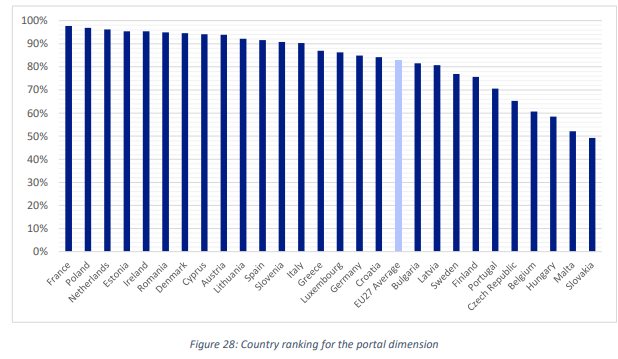 100%
90%
80%
70%
60%
50%
40%
30%
20%
10%
0%
France
Poland
Netherlands
Estonia
Ireland
Romania
Denmark
Cyprus
Austria
Lithuania
Spain
Slovenia
Italy
Greece
Luxembourg
Germany
Croatia
EU27 Average
Bulgaria
Latvia
Sweden
Finland
Portugal
Czech Republic
Belgium
Hungary
Malta
Slovakia
Figure 28: Country ranking for the portal dimension